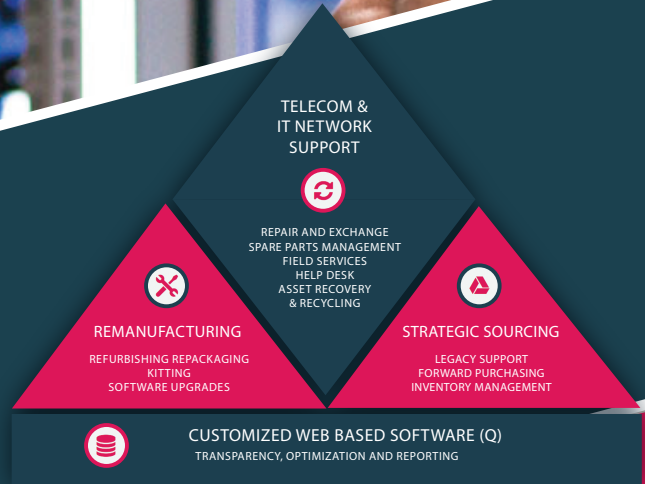 TELECOM &
IT NETWORK
SUPPORT
REPAIR AND EXCHANGE
SPARE PARTS MANAGEMENT
FIELD SERVICES
HELP DESK
ASSET RECOVERY
& RECYCLING
REMANUFACTURING
REFURBISHING REPACKAGING
KITTING
SOFTWARE UPGRADES
STRATEGIC SOURCING
LEGACY SUPPORT
FORWARD PURCHASING
INVENTORY MANAGEMENT
CUSTOMIZED WEB BASED SOFTWARE (Q)
TRANSPARENCY, OPTIMIZATION AND REPORTING